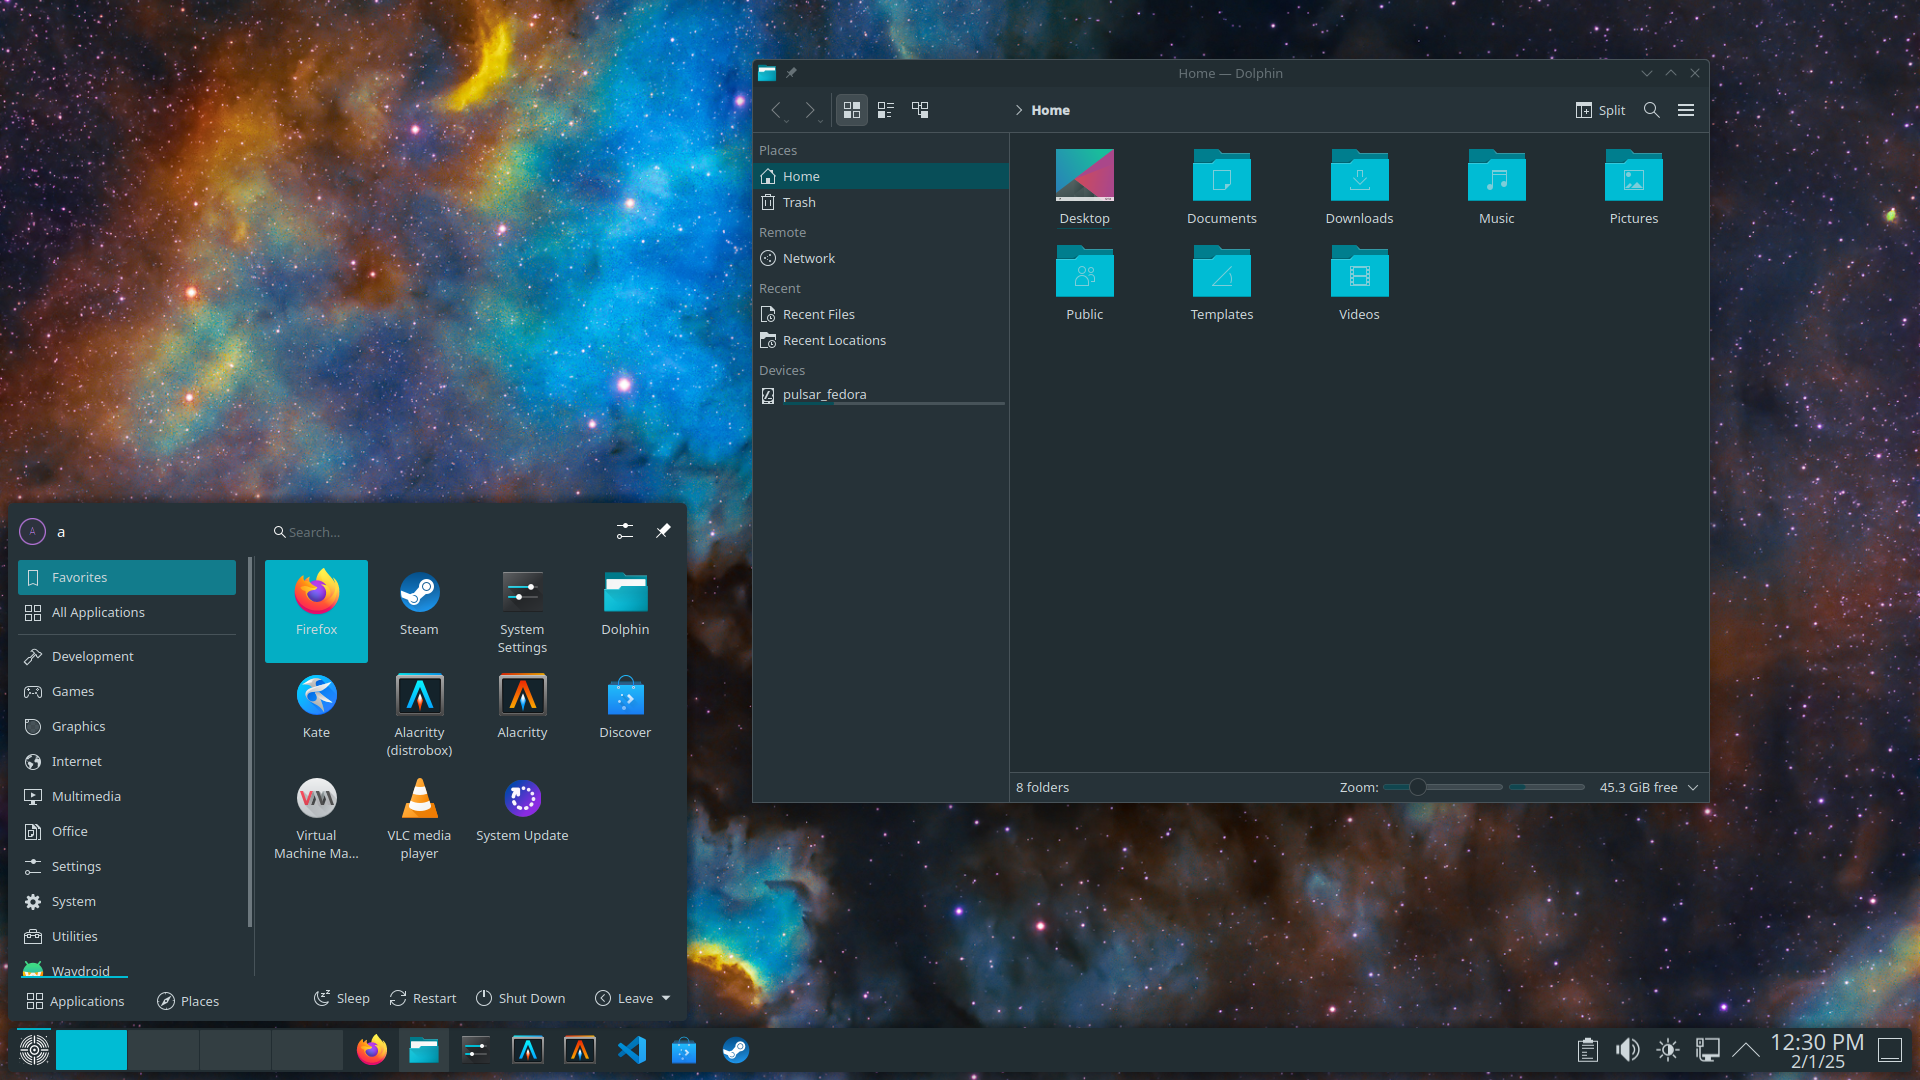 Home — Dolphin
Home
Split
Places
Home
Trash
Remote
Network
Recent
Recent Files
Recent Locations
Devices
pulsar_fedora
Desktop
Documents
Downloads
Music
Pictures
Public
Templates
Videos
8 folders
Zoom:
45.3 GiB free
A
a
Search...
Favorites
All Applications
Development
Games
Graphics
Internet
Multimedia
Office
Settings
System
Utilities
Waydroid
Firefox
Steam
System
Settings
Dolphin
Kate
Alacritty
(distrobox)
Alacritty
Discover
Virtual
Machine Ma...
VLC media
player
System Update
Applications
Places
Sleep
Restart
Shut Down
Leave
12:30 PM
2/1/25